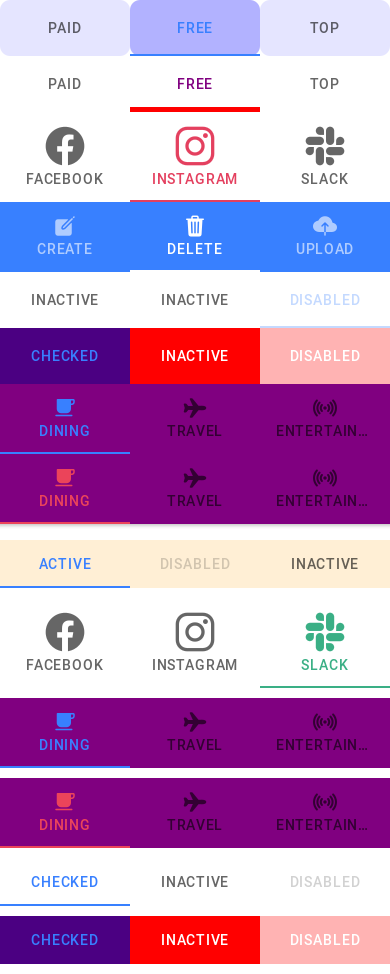 PAID FREE TOP
PAID FREE TOP
FACEBOOK INSTAGRAM SLACK
CREATE DELETE UPLOAD
INACTIVE INACTIVE DISABLED
CHECKED INACTIVE DISABLED
DINING TRAVEL ENTERTAIN...
DINING TRAVEL ENTERTAIN...
ACTIVE DISABLED INACTIVE
FACEBOOK INSTAGRAM SLACK
DINING TRAVEL ENTERTAIN...
DINING TRAVEL ENTERTAIN...
CHECKED INACTIVE DISABLED
CHECKED INACTIVE DISABLED